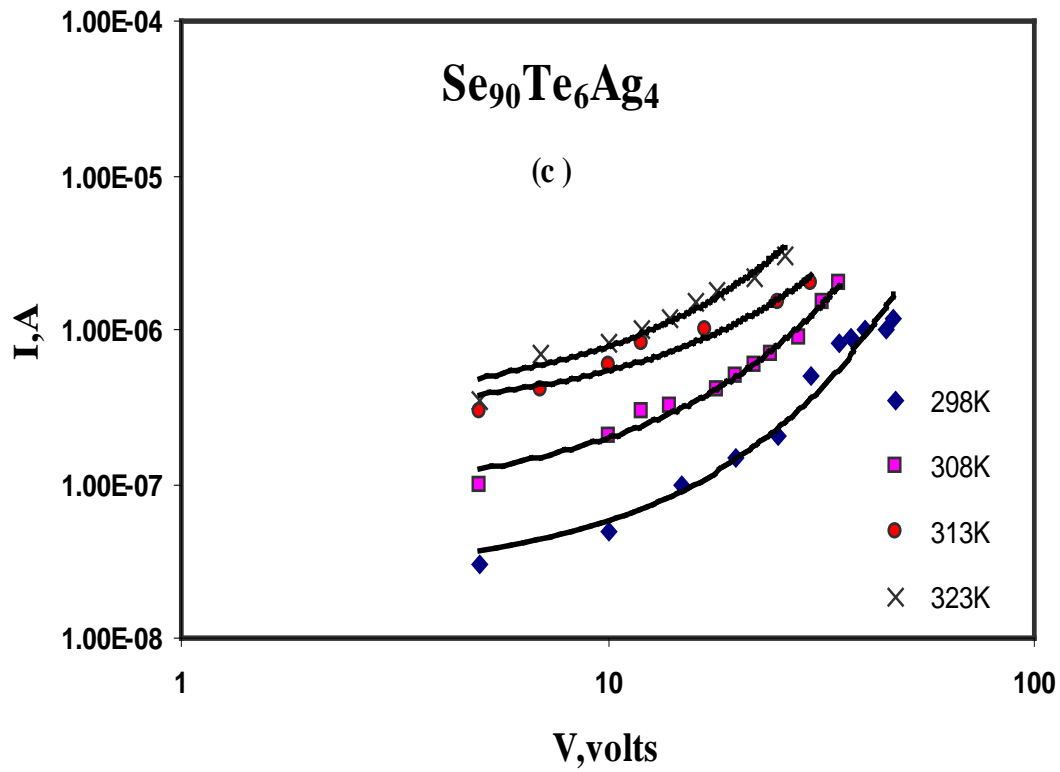 1.00E-04
Se₉₀Te₆Ag₄
(c )
1.00E-05
I,A
1.00E-06
298K
308K
1.00E-07
313K
323K
1.00E-08
1 10 100
V,volts